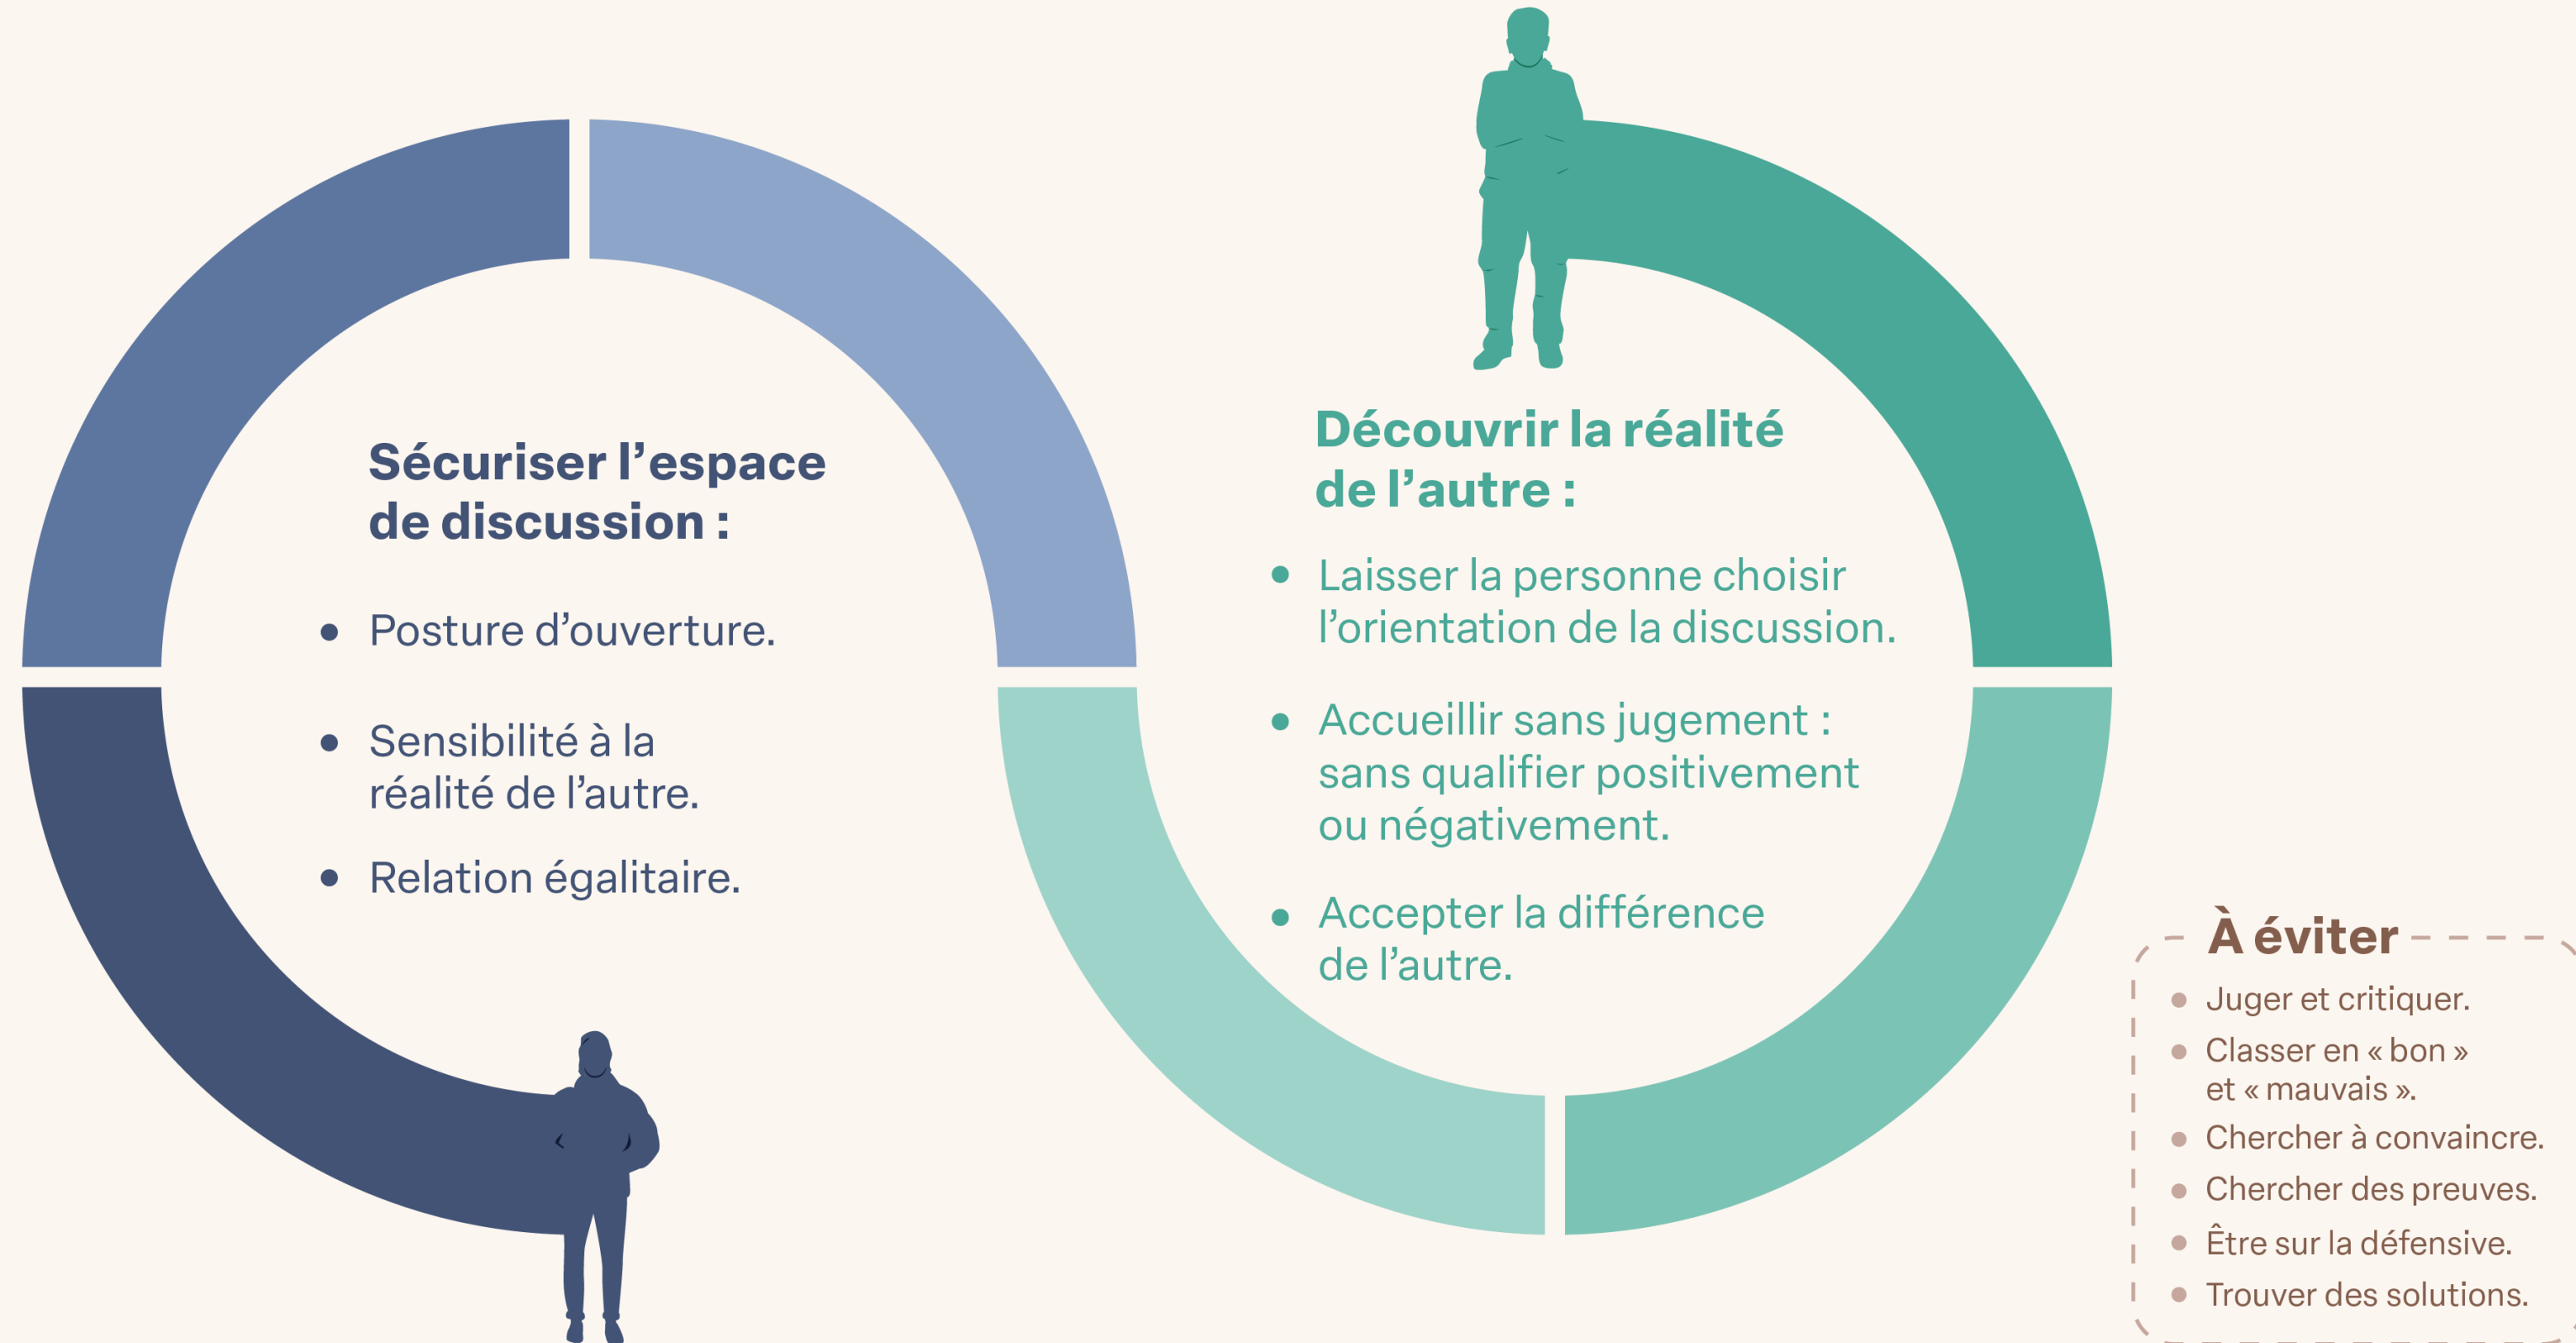 Sécuriser l’espace
de discussion :
• Posture d’ouverture.
• Sensibilité à la
réalité de l’autre.
• Relation égalitaire.
Découvrir la réalité
de l’autre :
• Laisser la personne choisir
l’orientation de la discussion.
• Accueillir sans jugement :
sans qualifier positivement
ou négativement.
• Accepter la différence
de l’autre.
À éviter
• Juger et critiquer.
• Classer en « bon »
et « mauvais ».
• Chercher à convaincre.
• Chercher des preuves.
• Être sur la défensive.
• Trouver des solutions.